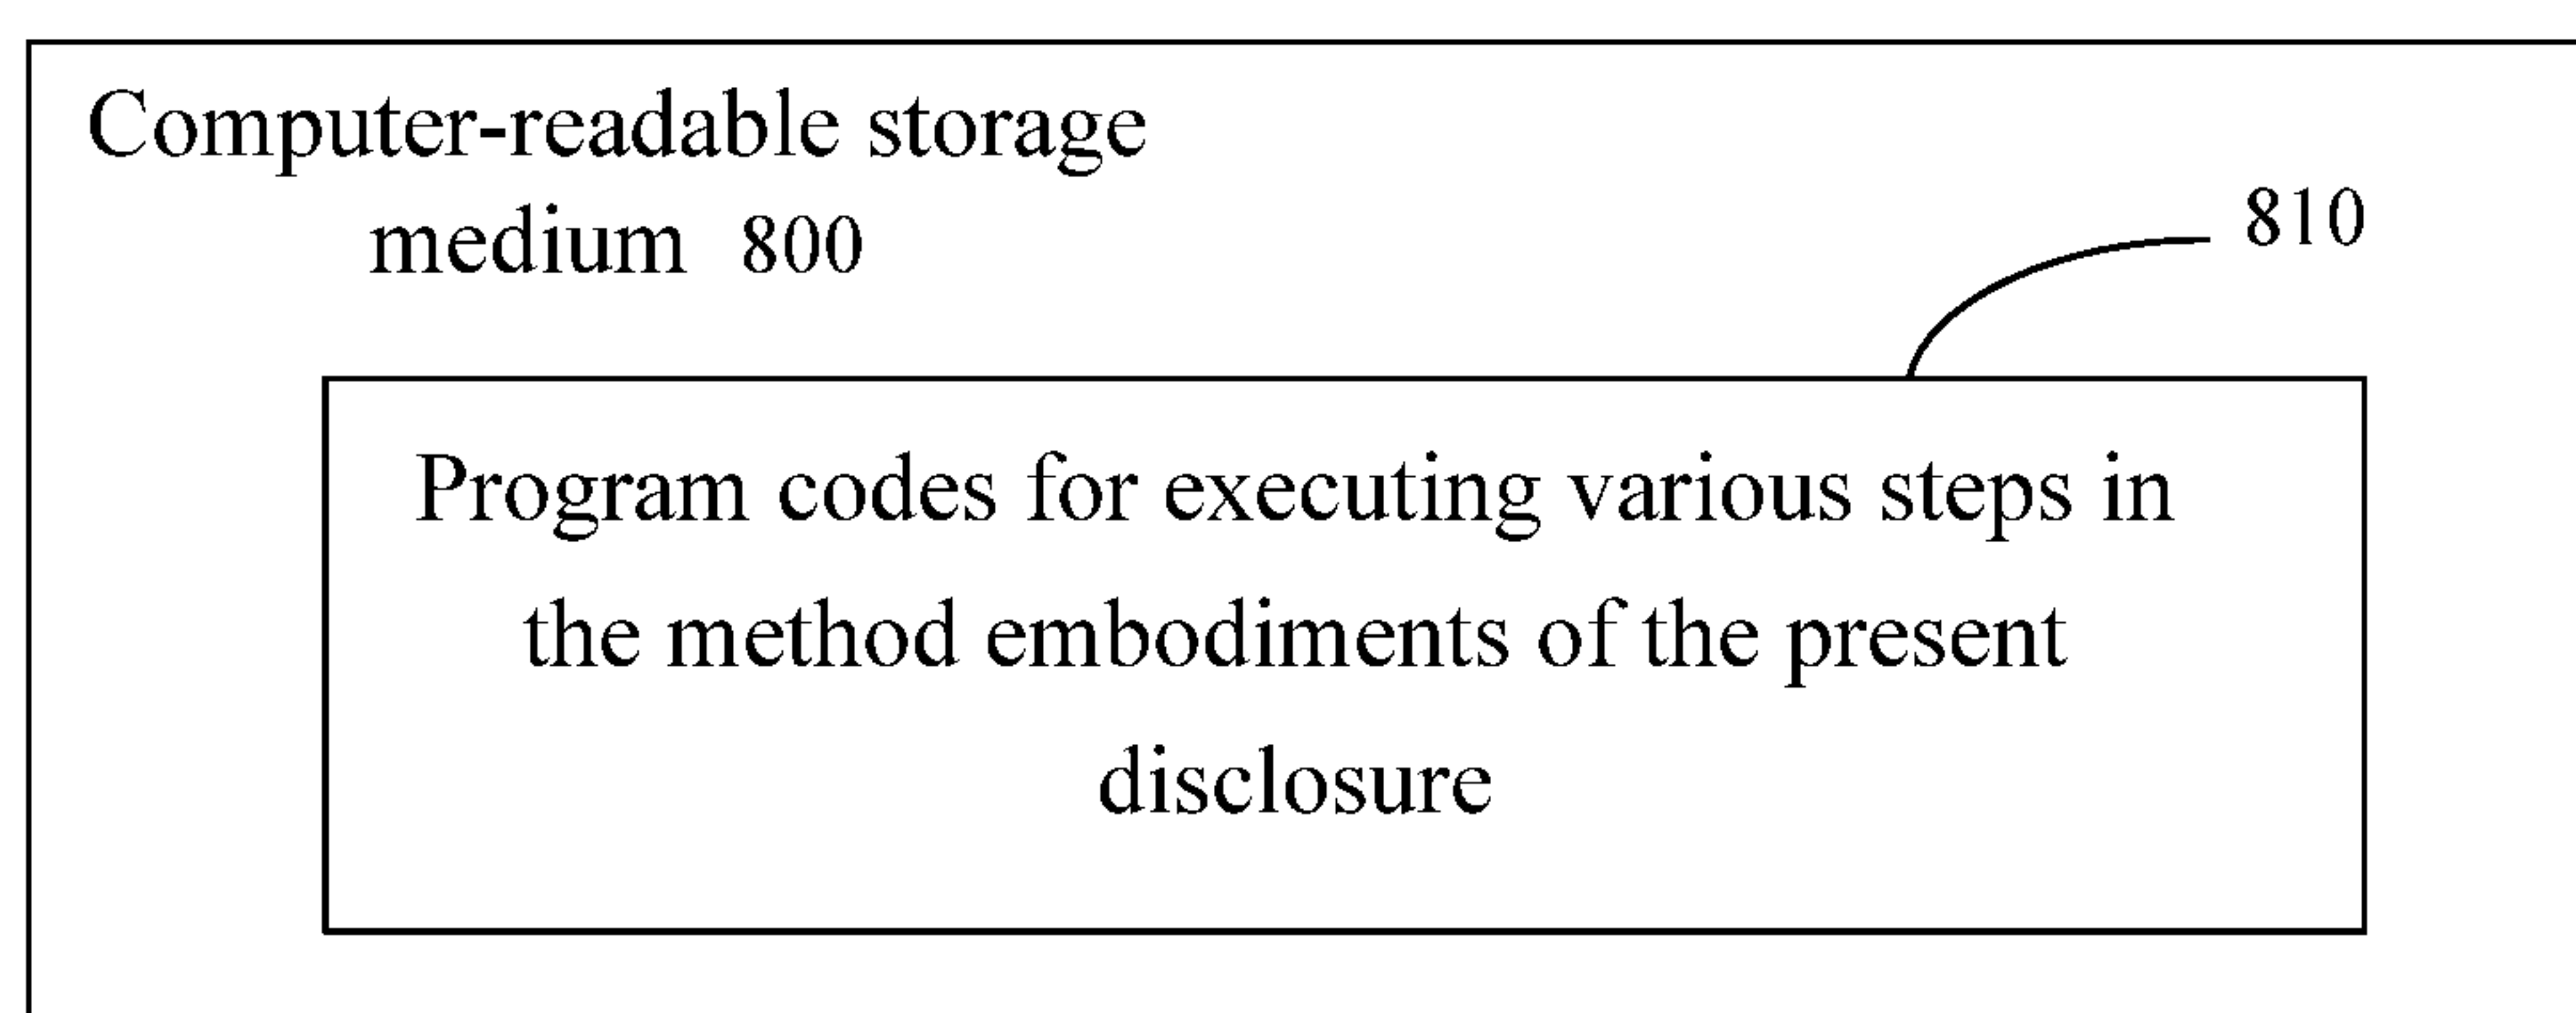 Computer-readable storage
medium 800
810
Program codes for executing various steps in
the method embodiments of the present
disclosure